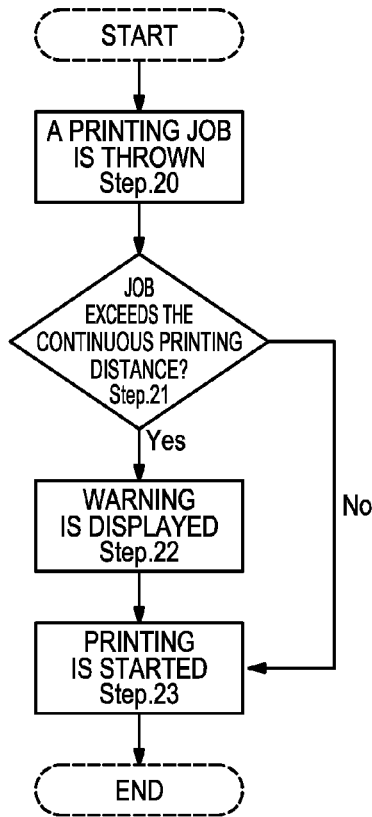 START
A PRINTING JOB
IS THROWN
Step.20
JOB
EXCEEDS THE
CONTINUOUS PRINTING
DISTANCE?
Step.21
Yes
No
WARNING
IS DISPLAYED
Step.22
PRINTING
IS STARTED
Step.23
END